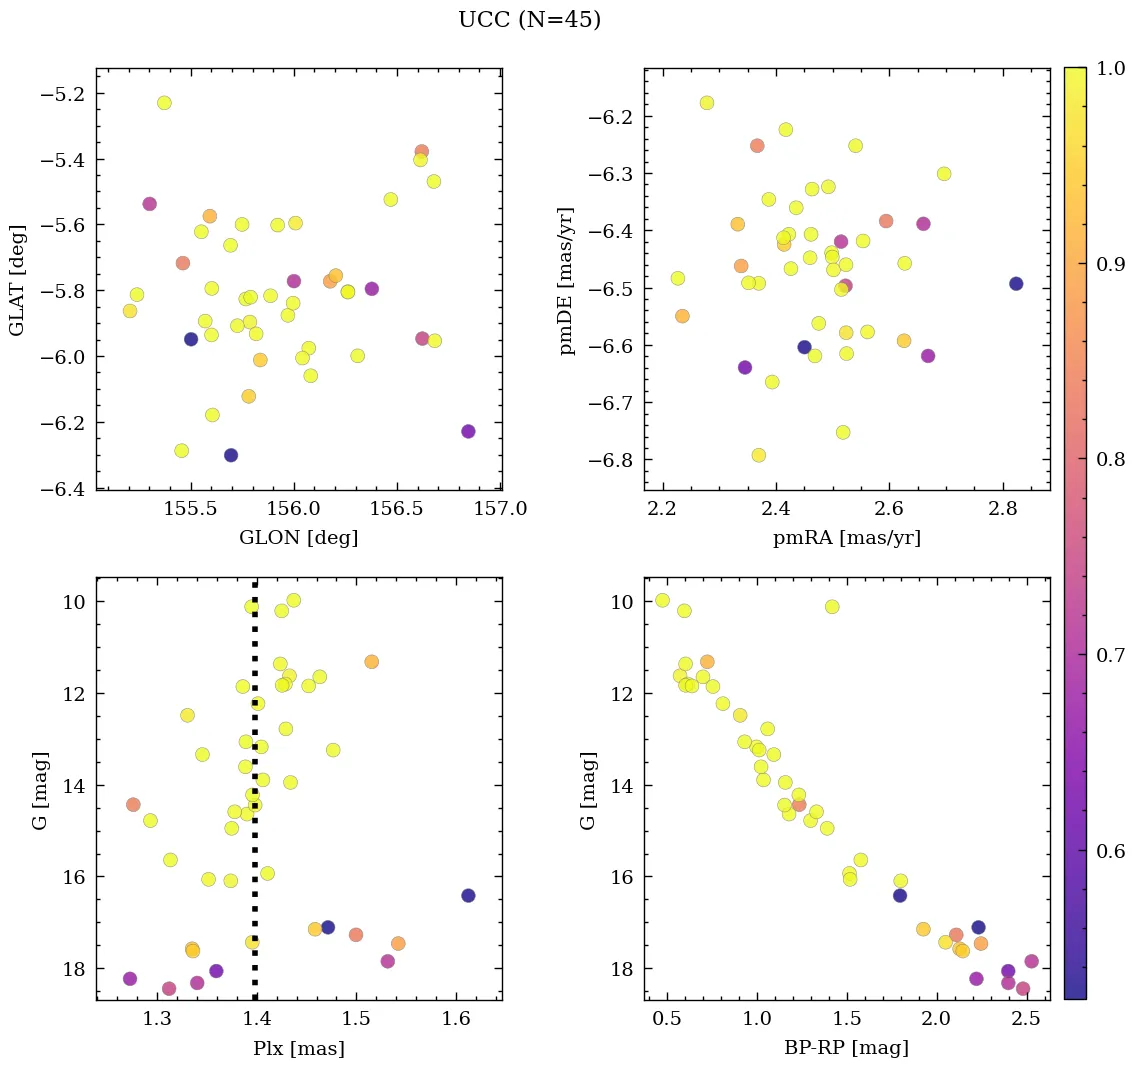 UCC (N=45)
−5.2
−5.4
−5.6
−5.8
−6.0
−6.2
−6.4
GLAT [deg]
155.5 156.0 156.5 157.0
GLON [deg]
−6.2
−6.3
−6.4
−6.5
−6.6
−6.7
−6.8
pmDE [mas/yr]
2.2 2.4 2.6 2.8
pmRA [mas/yr]
10
12
14
16
18
G [mag]
1.3 1.4 1.5 1.6
Plx [mas]
10
12
14
16
18
G [mag]
0.5 1.0 1.5 2.0 2.5
BP-RP [mag]
1.0
0.9
0.8
0.7
0.6